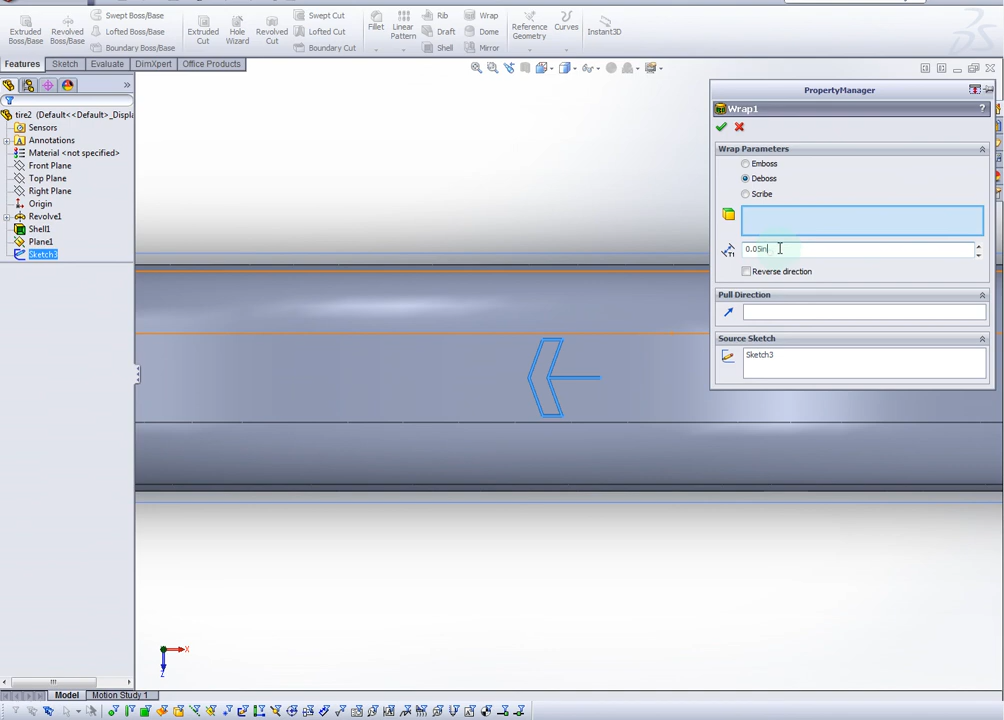 Extruded Boss/Base
Revolved Boss/Base
Swept Boss/Base
Lofted Boss/Base
Boundary Boss/Base
Extruded Cut
Hole Wizard
Revolved Cut
Swept Cut
Lofted Cut
Boundary Cut
Fillet
Linear Pattern
Rib
Draft
Shell
Wrap
Dome
Mirror
Reference Geometry
Curves
Instant3D
Features
Sketch
Evaluate
DimXpert
Office Products
PropertyManager
Wrap1
?
Wrap Parameters
Emboss
Deboss
Scribe
T1
0.05in
Reverse direction
Pull Direction
Source Sketch
Sketch3
tire2 (Default<<Default>_Displa
Sensors
Annotations
Material <not specified>
Front Plane
Top Plane
Right Plane
Origin
Revolve1
Shell1
Plane1
Sketch3
X
Z
Model
Motion Study 1